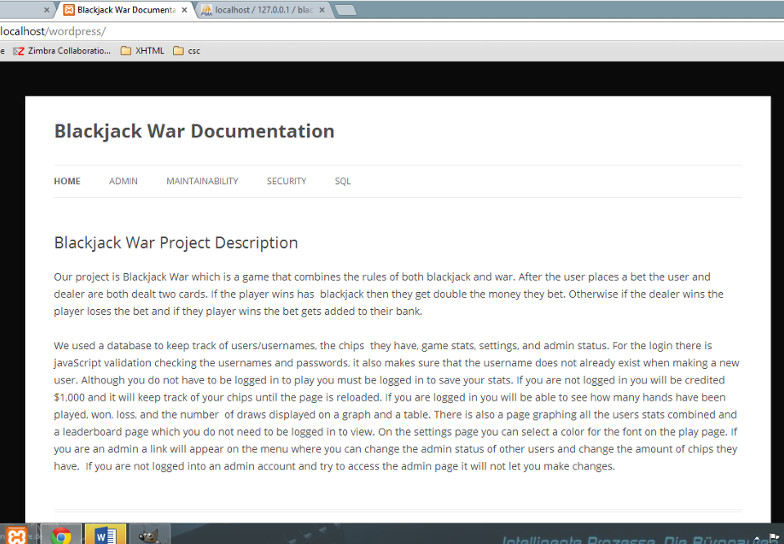 Blackjack War Documenta
localhost / 127.0.0.1 / blac
localhost/wordpress/
e Zimbra Collaboratio... XHTML csc
Blackjack War Documentation
HOME ADMIN MAINTAINABILITY SECURITY SQL
Blackjack War Project Description
Our project is Blackjack War which is a game that combines the rules of both blackjack and war. After the user places a bet the user and
dealer are both dealt two cards. If the player wins has  blackjack then they get double the money they bet. Otherwise if the dealer wins the
player loses the bet and if they player wins the bet gets added to their bank.
We used a database to keep track of users/usernames, the chips  they have, game stats, settings, and admin status. For the login there is
javaScript validation checking the usernames and passwords, it also makes sure that the username does not already exist when making a new
user. Although you do not have to be logged in to play you must be logged in to save your stats. If you are not logged in you will be credited
$1,000 and it will keep track of your chips until the page is reloaded. If you are logged in you will be able to see how many hands have been
played, won, loss, and the number  of draws displayed on a graph and a table. There is also a page graphing all the users stats combined and
a leaderboard page which you do not need to be logged in to view. On the settings page you can select a color for the font on the play page. If
you are an admin a link will appear on the menu where you can change the admin status of other users and change the amount of chips they
have.  If you are not logged into an admin account and try to access the admin page it will not let you make changes.
Intelligente Prozesse. Die Büronauten